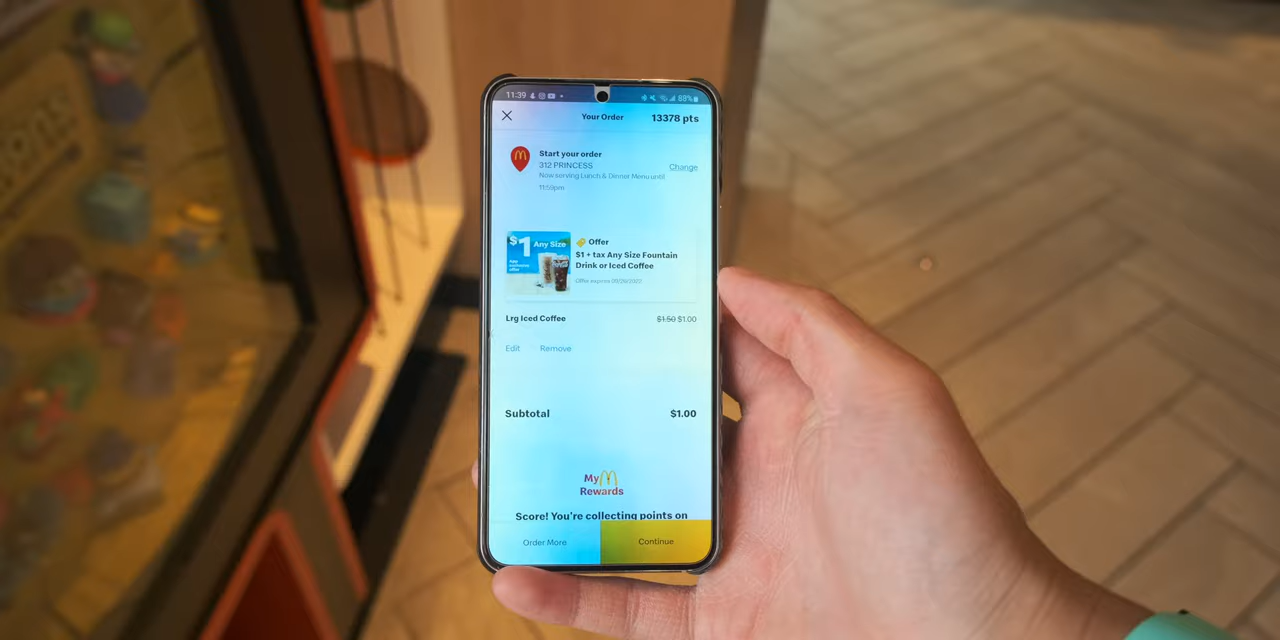 11:39
88%
Your Order
13378 pts
Start your order
312 PRINCESS
Change
Now serving Lunch & Dinner Menu until
11:59pm
$1 Any Size
Offer
$1 + tax Any Size Fountain
Drink or Iced Coffee
Lrg Iced Coffee
$1.50 $1.00
Edit
Remove
Subtotal
$1.00
My
Rewards
Score! You're collecting points on
Order More
Continue